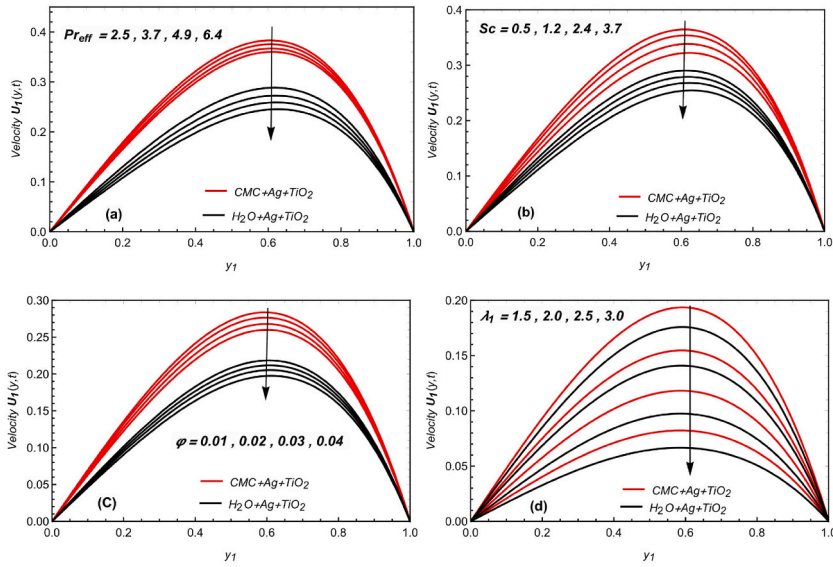 Pr_eff = 2.5 , 3.7 , 4.9 , 6.4
Velocity U₁(y,t)
0.4
0.3
0.2
0.1
0.0
CMC+Ag+TiO₂
H₂O+Ag+TiO₂
(a)
0.0 0.2 0.4 0.6 0.8 1.0
y₁
Sc = 0.5 , 1.2 , 2.4 , 3.7
Velocity U₁(y,t)
0.4
0.3
0.2
0.1
0.0
CMC+Ag+TiO₂
H₂O+Ag+TiO₂
(b)
0.0 0.2 0.4 0.6 0.8 1.0
y₁
Velocity U₁(y,t)
0.30
0.25
0.20
0.15
0.10
0.05
0.00
φ = 0.01 , 0.02 , 0.03 , 0.04
CMC+Ag+TiO₂
H₂O+Ag+TiO₂
(C)
0.0 0.2 0.4 0.6 0.8 1.0
y₁
λ₁ = 1.5 , 2.0 , 2.5 , 3.0
Velocity U₁(y,t)
0.20
0.15
0.10
0.05
0.00
CMC+Ag+TiO₂
H₂O+Ag+TiO₂
(d)
0.0 0.2 0.4 0.6 0.8 1.0
y₁